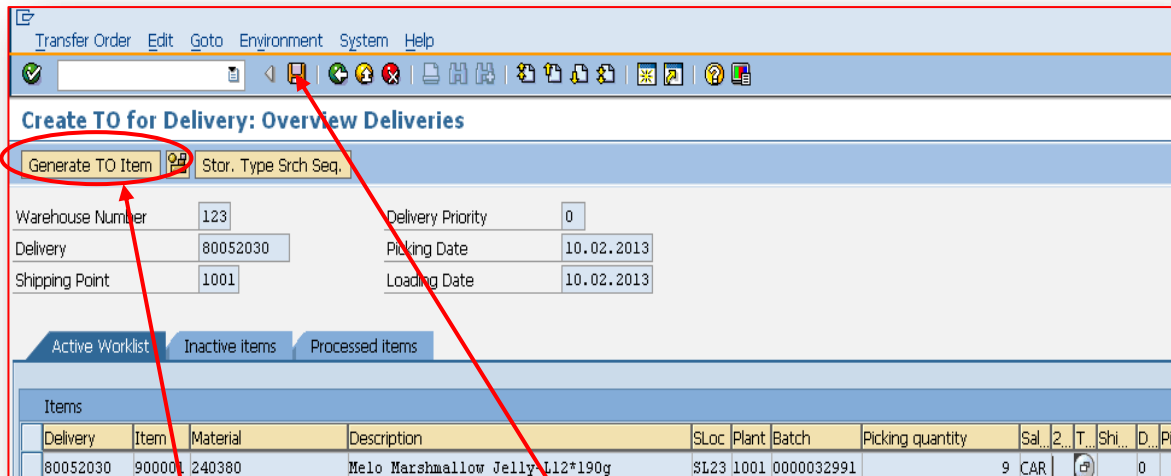 Transfer Order Edit Goto Environment System Help
Create TO for Delivery: Overview Deliveries
Generate TO Item Stor. Type Srch Seq.
Warehouse Number 123 Delivery Priority 0
Delivery 80052030 Picking Date 10.02.2013
Shipping Point 1001 Loading Date 10.02.2013
Active Worklist Inactive items Processed items
Items
Delivery Item Material Description SLoc Plant Batch Picking quantity Sal... 2... T... Shi... D...
80052030 900001 240380 Melo Marshmallow Jelly-L12*190g SL23 1001 0000032991 9 CAR 0